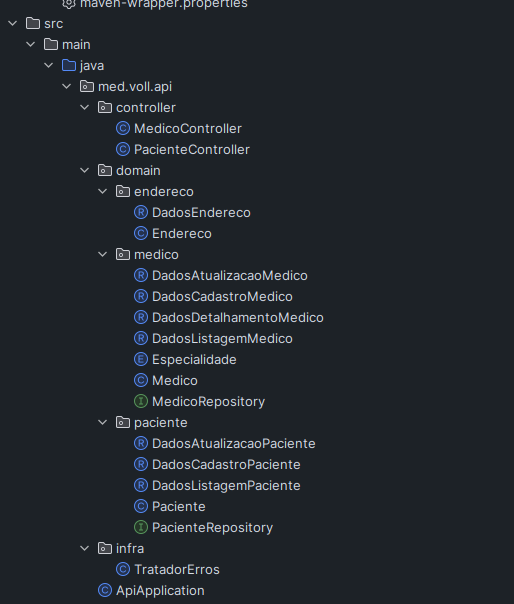 maven-wrapper.properties
src
main
java
med.voll.api
controller
C MedicoController
C PacienteController
domain
endereco
R DadosEndereco
C Endereco
medico
R DadosAtualizacaoMedico
R DadosCadastroMedico
R DadosDetalhamentoMedico
R DadosListagemMedico
E Especialidade
C Medico
I MedicoRepository
paciente
R DadosAtualizacaoPaciente
R DadosCadastroPaciente
R DadosListagemPaciente
C Paciente
I PacienteRepository
infra
C TratadorErros
C ApiApplication